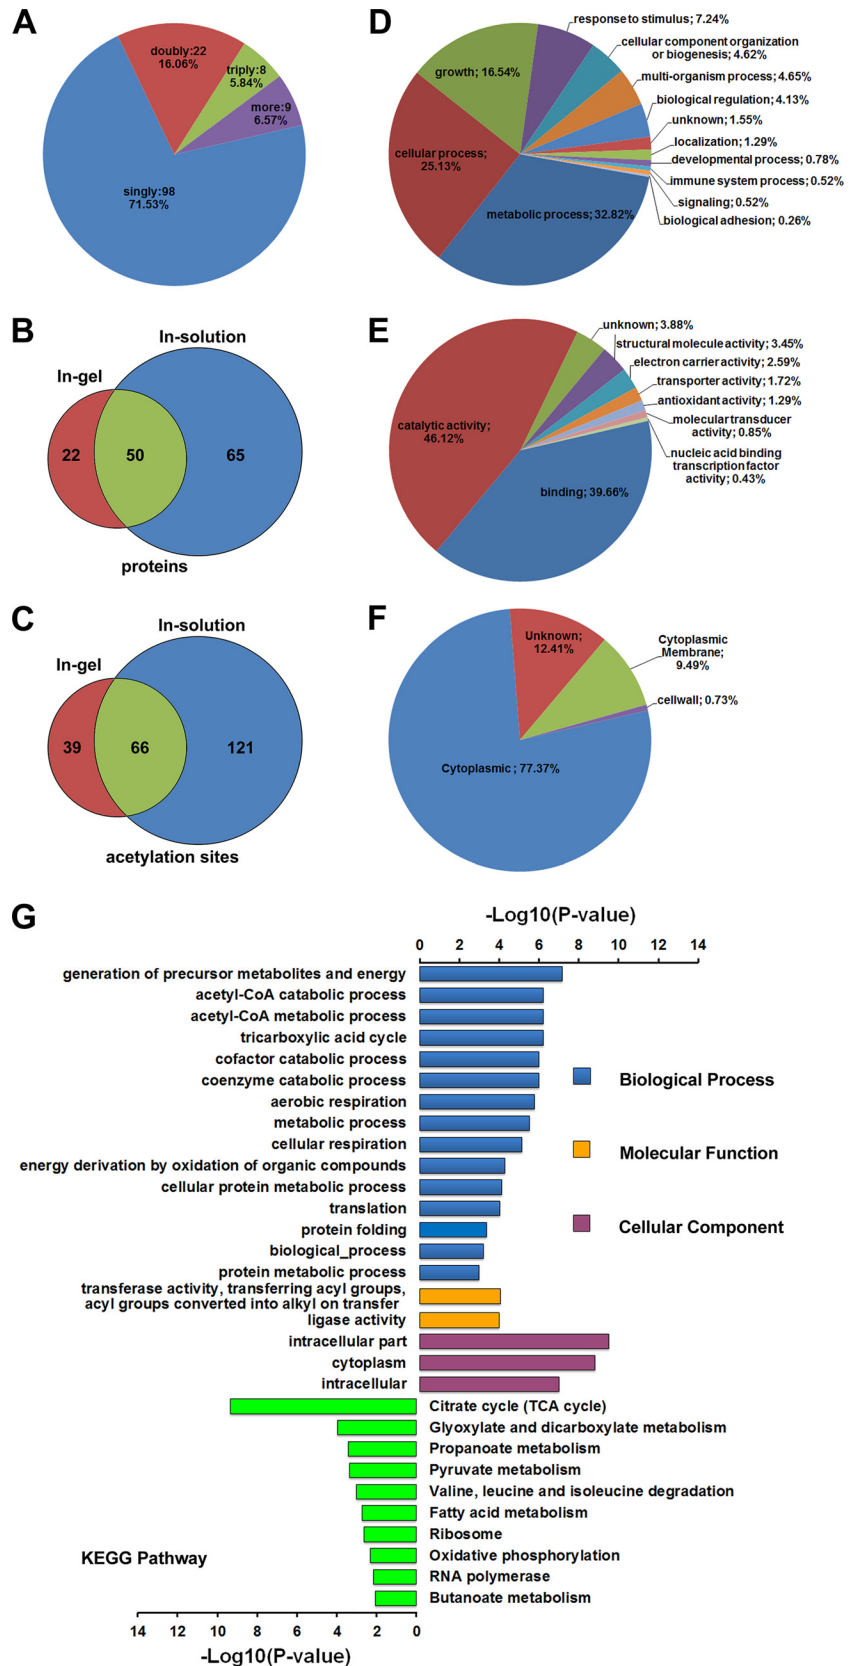 A
doubly:22
16.06%
triply:8
5.84%
more:9
6.57%
singly:98
71.53%
D
response to stimulus; 7.24%
cellular component organization
or biogenesis; 4.62%
growth; 16.54%
multi-organism process; 4.65%
biological regulation; 4.13%
unknown; 1.55%
localization; 1.29%
cellular process;
25.13%
developmental process; 0.78%
immune system process; 0.52%
signaling; 0.52%
metabolic process; 32.82%
biological adhesion; 0.26%
B
In-solution
In-gel
22
50
65
proteins
E
unknown; 3.88%
structural molecule activity; 3.45%
electron carrier activity; 2.59%
transporter activity; 1.72%
antioxidant activity; 1.29%
molecular transducer
activity; 0.85%
catalytic activity;
46.12%
nucleic acid binding
transcription factor
activity; 0.43%
binding; 39.66%
C
In-solution
In-gel
39
66
121
acetylation sites
F
Unknown;
12.41%
Cytoplasmic
Membrane;
9.49%
cellwall; 0.73%
Cytoplasmic ; 77.37%
G
-Log10(P-value)
0 2 4 6 8 10 12 14
generation of precursor metabolites and energy
acetyl-CoA catabolic process
acetyl-CoA metabolic process
tricarboxylic acid cycle
cofactor catabolic process
coenzyme catabolic process
aerobic respiration
metabolic process
cellular respiration
energy derivation by oxidation of organic compounds
cellular protein metabolic process
translation
protein folding
biological_process
protein metabolic process
transferase activity, transferring acyl groups,
acyl groups converted into alkyl on transfer
ligase activity
intracellular part
cytoplasm
intracellular
Biological Process
Molecular Function
Cellular Component
Citrate cycle (TCA cycle)
Glyoxylate and dicarboxylate metabolism
Propanoate metabolism
Pyruvate metabolism
Valine, leucine and isoleucine degradation
Fatty acid metabolism
Ribosome
Oxidative phosphorylation
RNA polymerase
Butanoate metabolism
KEGG Pathway
14 12 10 8 6 4 2 0
-Log10(P-value)